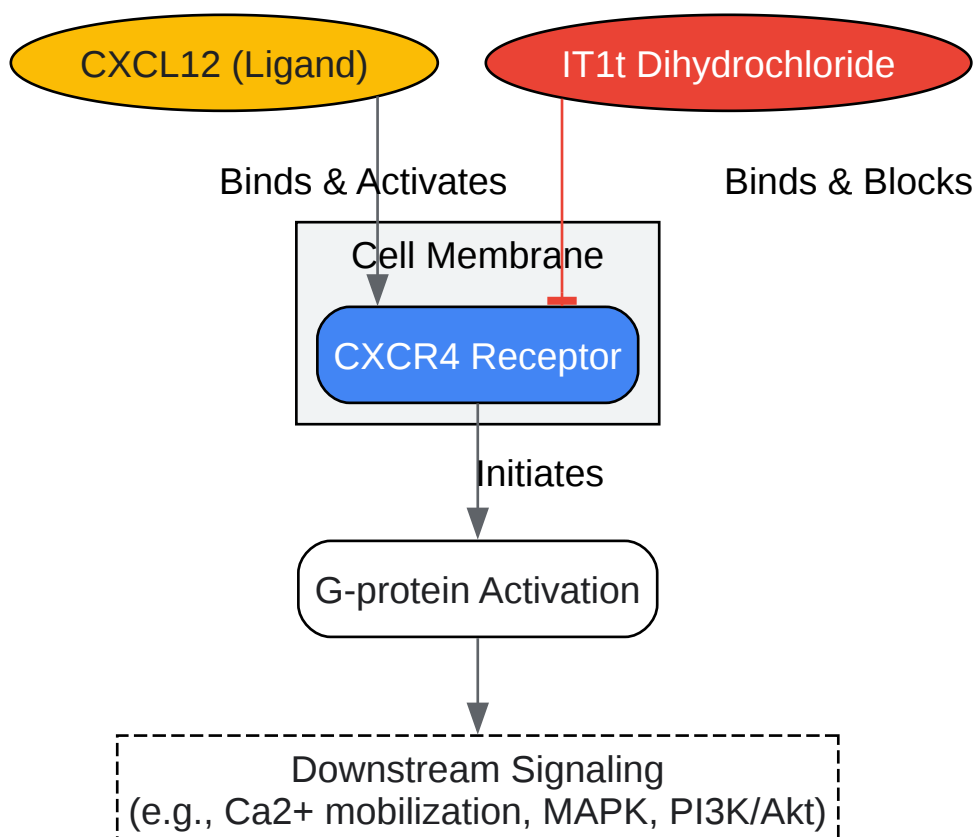 CXCL12 (Ligand)
IT1t Dihydrochloride
Binds & Activates
Binds & Blocks
Cell Membrane
CXCR4 Receptor
Initiates
G-protein Activation
Downstream Signaling
(e.g., Ca2+ mobilization, MAPK, PI3K/Akt)